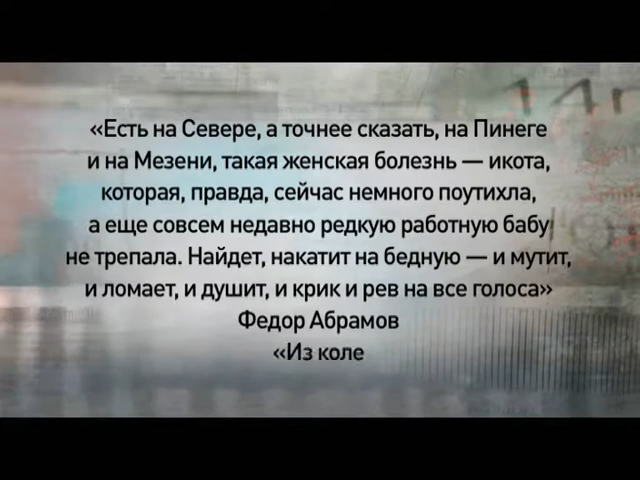 «Есть на Севере, а точнее сказать, на Пинеге
и на Мезени, такая женская болезнь — икота,
которая, правда, сейчас немного поутихла,
а еще совсем недавно редкую работную бабу
не трепала. Найдет, накатит на бедную — и мутит,
и ломает, и душит, и крик и рев на все голоса»
Федор Абрамов
«Из коле